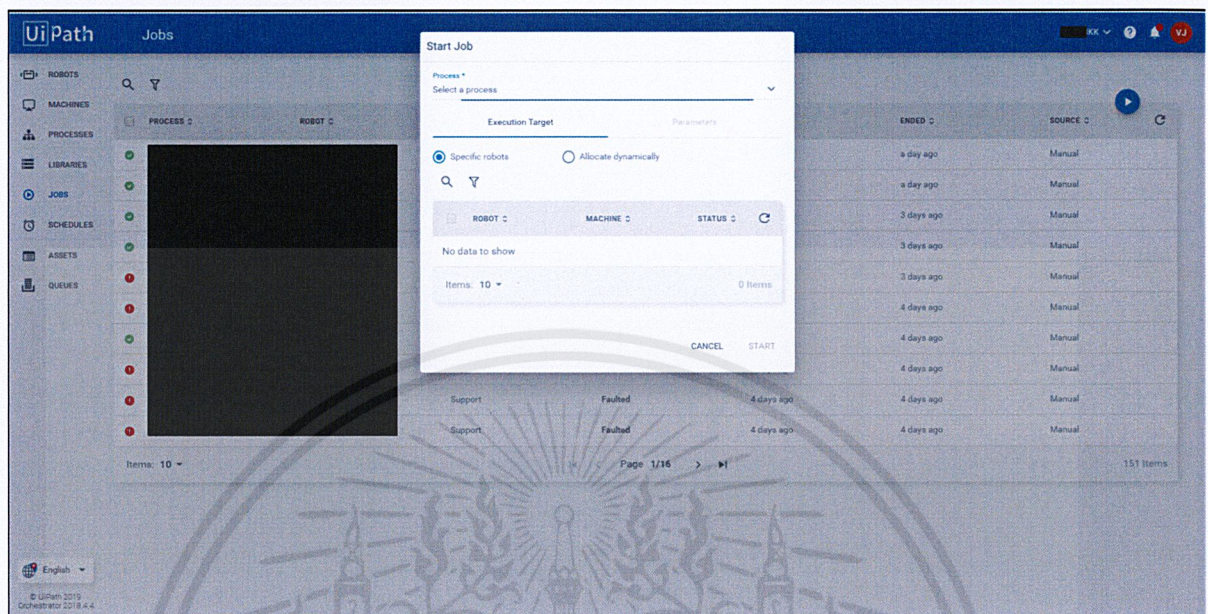 UiPath Jobs KK VJ
Start Job
Process *
Select a process
Execution Target Parameters
Specific robots Allocate dynamically
ROBOT MACHINE STATUS
No data to show
Items: 10 0 Items
CANCEL START
ROBOTS
MACHINES
PROCESSES
LIBRARIES
JOBS
SCHEDULES
ASSETS
QUEUES
PROCESS ROBOT ENDED SOURCE
a day ago Manual
a day ago Manual
3 days ago Manual
3 days ago Manual
3 days ago Manual
4 days ago Manual
4 days ago Manual
4 days ago Manual
Support Faulted 4 days ago 4 days ago Manual
Support Faulted 4 days ago 4 days ago Manual
Items: 10 Page 1/16 151 Items
English
© UiPath 2019
Orchestrator 2018.4.4